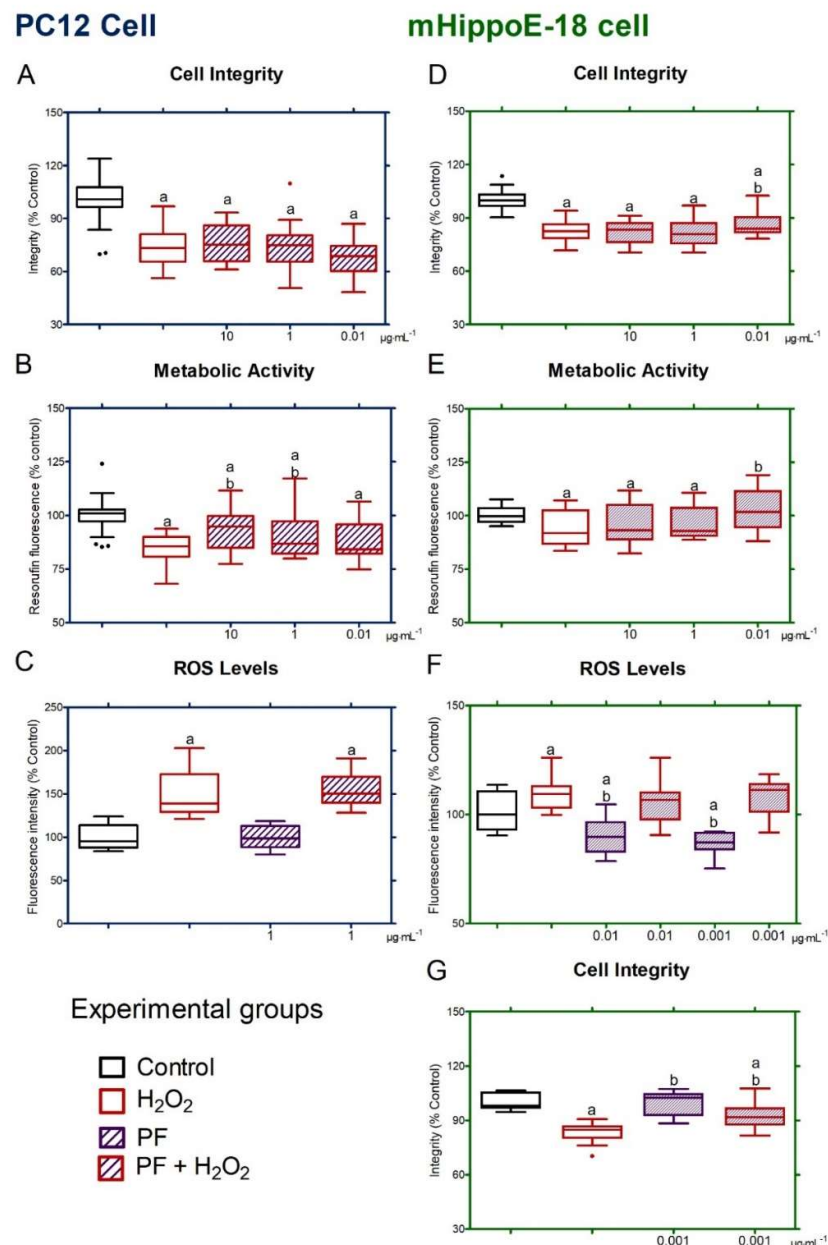 PC12 Cell
mHippoE-18 cell
A
Cell Integrity
Integrity (% Control)
150
120
90
60
30
a
a
a
a
10
1
0.01
µg·mL⁻¹
D
Cell Integrity
Integrity (% Control)
150
120
90
60
30
a
a
a
a
b
10
1
0.01
µg·mL⁻¹
B
Metabolic Activity
Resorufin fluorescence (% control)
150
125
100
75
50
a
a
b
a
b
a
10
1
0.01
µg·mL⁻¹
E
Metabolic Activity
Resorufin fluorescence (% control)
150
125
100
75
50
a
a
a
b
10
1
0.01
µg·mL⁻¹
C
ROS Levels
Fluorescence intensity (% Control)
250
200
150
100
50
0
a
a
1
1
µg·mL⁻¹
F
ROS Levels
Fluorescence intensity (% Control)
150
100
50
a
a
b
a
b
0.01
0.01
0.001
0.001
µg·mL⁻¹
G
Cell Integrity
Integrity (% Control)
150
120
90
60
30
a
b
a
b
0.001
0.001
µg·mL⁻¹
Experimental groups
Control
H₂O₂
PF
PF + H₂O₂